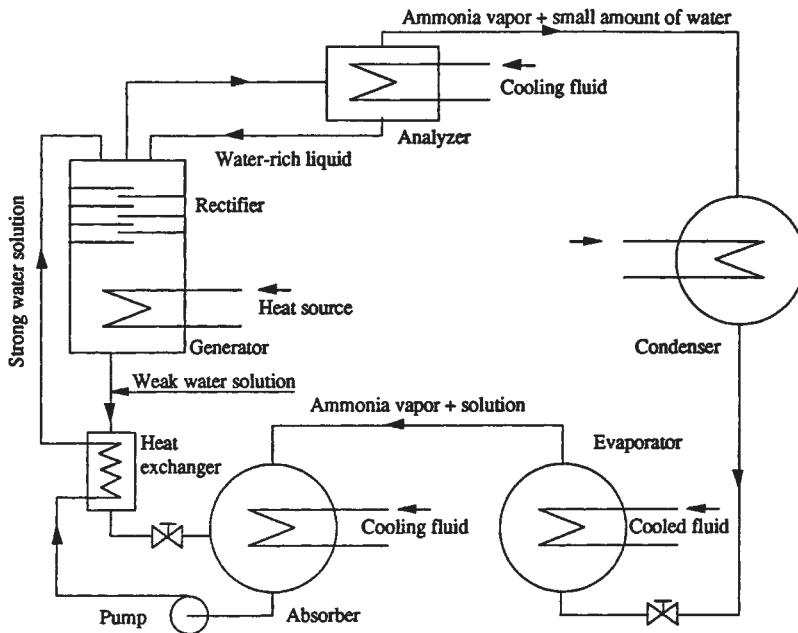 Ammonia vapor + small amount of water
Cooling fluid
Analyzer
Water-rich liquid
Rectifier
Strong water solution
Heat source
Generator
Condenser
Weak water solution
Ammonia vapor + solution
Heat
exchanger
Evaporator
Cooling fluid
Cooled fluid
Pump
Absorber